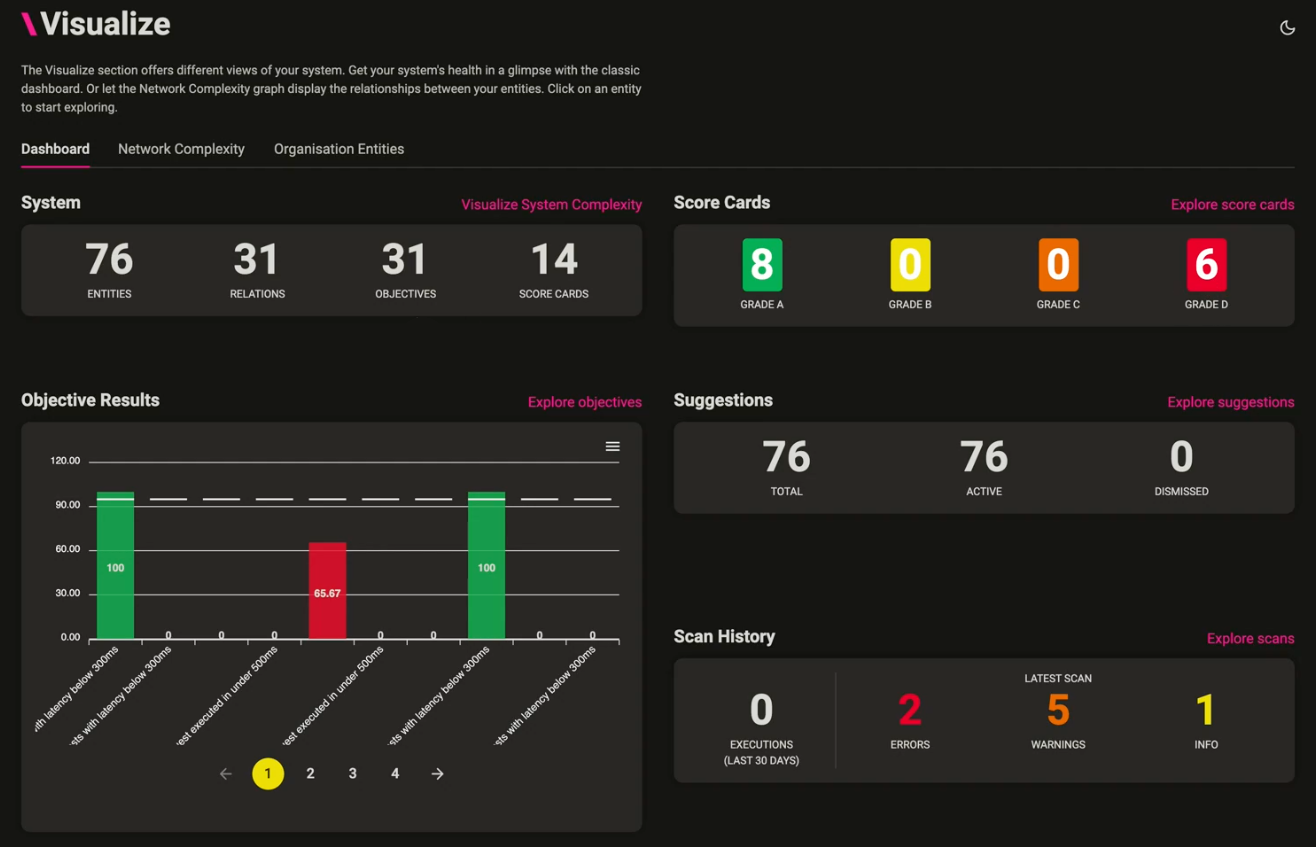 \Visualize
The Visualize section offers different views of your system. Get your system's health in a glimpse with the classic
dashboard. Or let the Network Complexity graph display the relationships between your entities. Click on an entity
to start exploring.
Dashboard Network Complexity Organisation Entities
System Visualize System Complexity
76 31 31 14
ENTITIES RELATIONS OBJECTIVES SCORE CARDS
Score Cards Explore score cards
8 0 0 6
GRADE A GRADE B GRADE C GRADE D
Objective Results Explore objectives
120.00
90.00
60.00
30.00
0.00
100 0 0 0 65.67 0 0 100 0 0
with latency below 300ms
sts with latency below 300ms
est executed in under 500ms
est executed in under 500ms
sts with latency below 300ms
sts with latency below 300ms
← 1 2 3 4 →
Suggestions Explore suggestions
76 76 0
TOTAL ACTIVE DISMISSED
Scan History Explore scans
LATEST SCAN
0 2 5 1
EXECUTIONS ERRORS WARNINGS INFO
(LAST 30 DAYS)